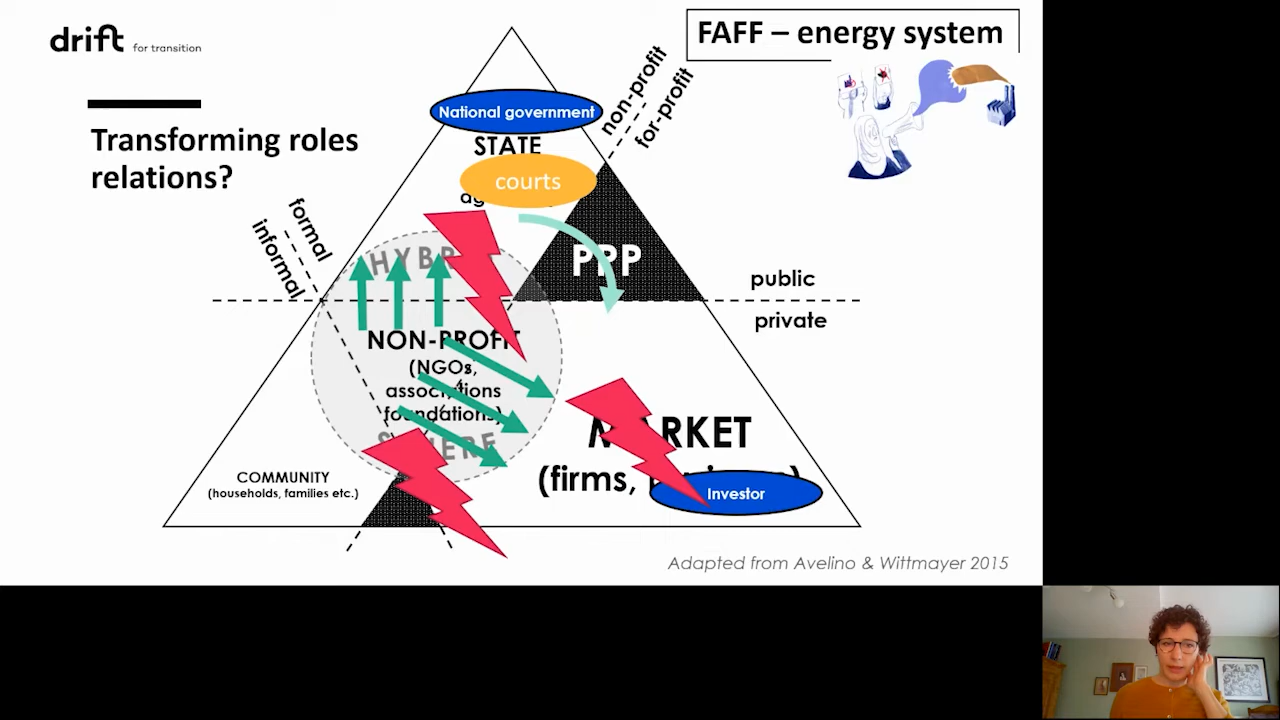 drift for transition
FAFF – energy system
Transforming roles
relations?
non-profit
for-profit
National government
STATE
courts
formal
informal
PPP
public
private
NON-PROFIT
(NGOs,
associations
foundations)
SPHERE
MARKET
(firms,
Investor
COMMUNITY
(households, families etc.)
Adapted from Avelino & Wittmayer 2015